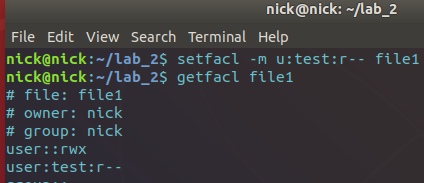 nick@nick: ~/lab_2
File Edit View Search Terminal Help
nick@nick:~/lab_2$ setfacl -m u:test:r-- file1
nick@nick:~/lab_2$ getfacl file1
# file: file1
# owner: nick
# group: nick
user::rwx
user:test:r--